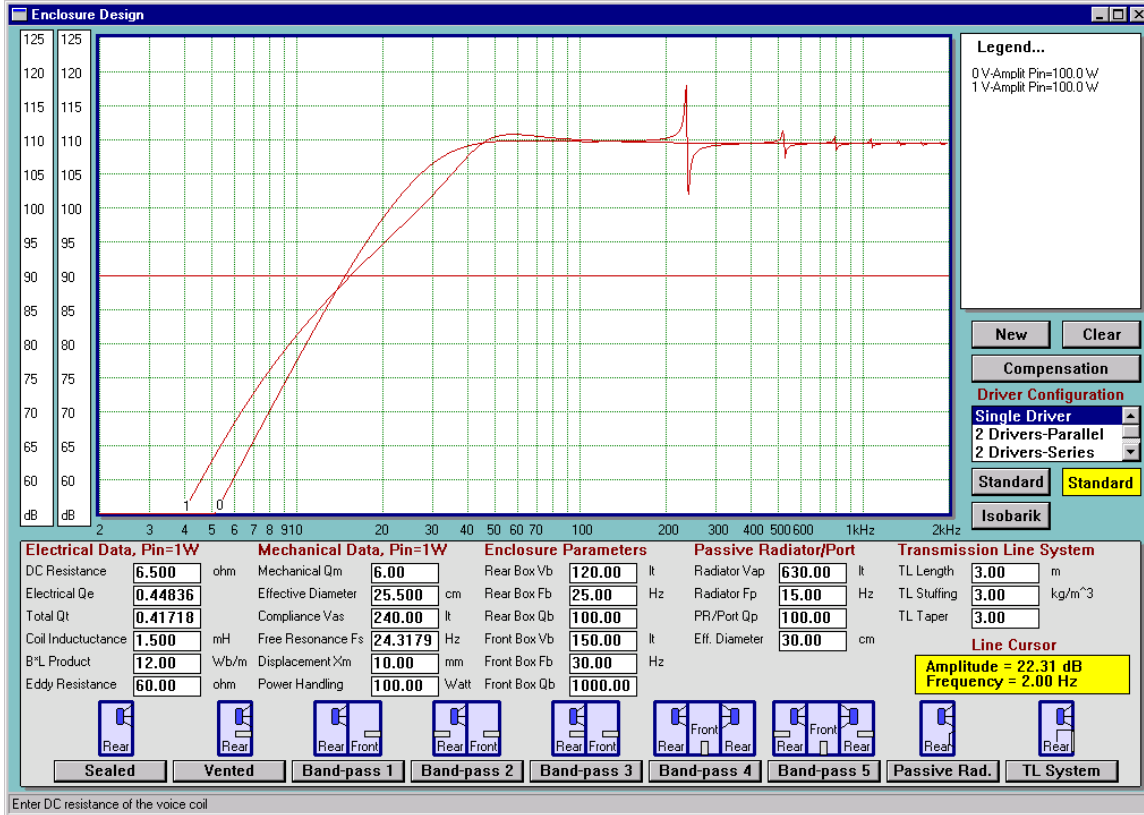 Enclosure Design
125 125
120 120
115 115
110 110
105 105
100 100
95 95
90 90
85 85
80 80
75 75
70 70
65 65
60 60
dB dB
1 0
2 3 4 5 6 7 8 910 20 30 40 50 60 70 100 200 300 400 500600 1kHz 2kHz
Legend...
0 V-Amplit Pin=100.0 W
1 V-Amplit Pin=100.0 W
New Clear
Compensation
Driver Configuration
Single Driver
2 Drivers-Parallel
2 Drivers-Series
Standard Standard
Isobarik
Electrical Data, Pin=1W
DC Resistance 6.500 ohm
Electrical Qe 0.44836
Total Qt 0.41718
Coil Inductuctance 1.500 mH
B*L Product 12.00 Wb/m
Eddy Resistance 60.00 ohm
Mechanical Data, Pin=1W
Mechanical Qm 6.00
Effective Diameter 25.500 cm
Compliance Vas 240.00 lt
Free Resonance Fs 24.3179 Hz
Displacement Xm 10.00 mm
Power Handling 100.00 Watt
Enclosure Parameters
Rear Box Vb 120.00 lt
Rear Box Fb 25.00 Hz
Rear Box Qb 100.00
Front Box Vb 150.00 lt
Front Box Fb 30.00 Hz
Front Box Qb 1000.00
Passive Radiator/Port
Radiator Vap 630.00 lt
Radiator Fp 15.00 Hz
PR/Port Qp 100.00
Eff. Diameter 30.00 cm
Transmission Line System
TL Length 3.00 m
TL Stuffing 3.00 kg/m^3
TL Taper 3.00
Line Cursor
Amplitude = 22.31 dB
Frequency = 2.00 Hz
Rear
Rear
Rear Front
Rear Front
Rear Front
Rear Front Rear
Rear Front Rear
Rear
Rear
Sealed Vented Band-pass 1 Band-pass 2 Band-pass 3 Band-pass 4 Band-pass 5 Passive Rad. TL System
Enter DC resistance of the voice coil